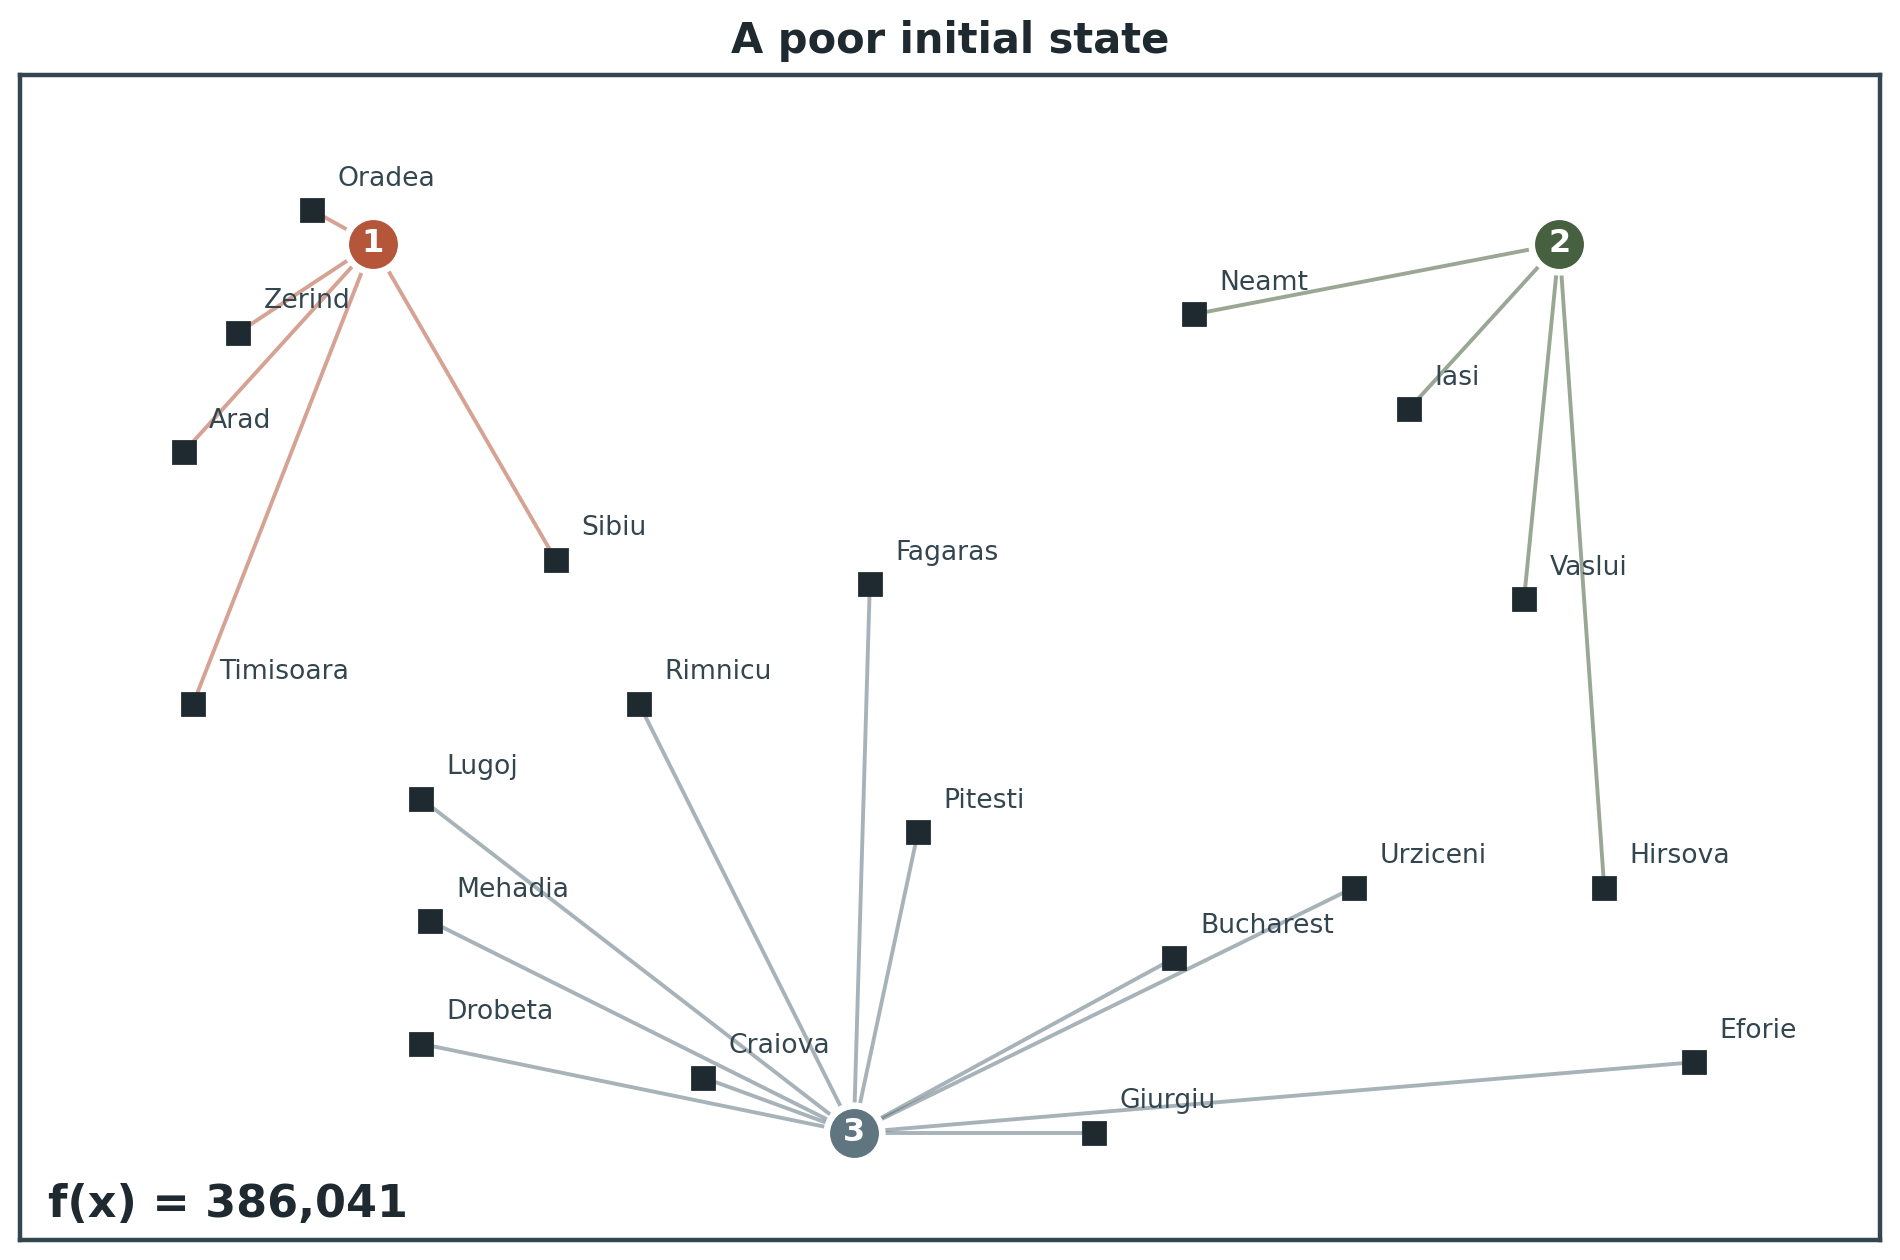 A poor initial state
Oradea
1
2
Neamt
Zerind
Iasi
Arad
Sibiu
Fagaras
Vaslui
Timisoara
Rimnicu
Lugoj
Pitesti
Urziceni
Hirsova
Mehadia
Bucharest
Drobeta
Craiova
Eforie
Giurgiu
3
f(x) = 386,041